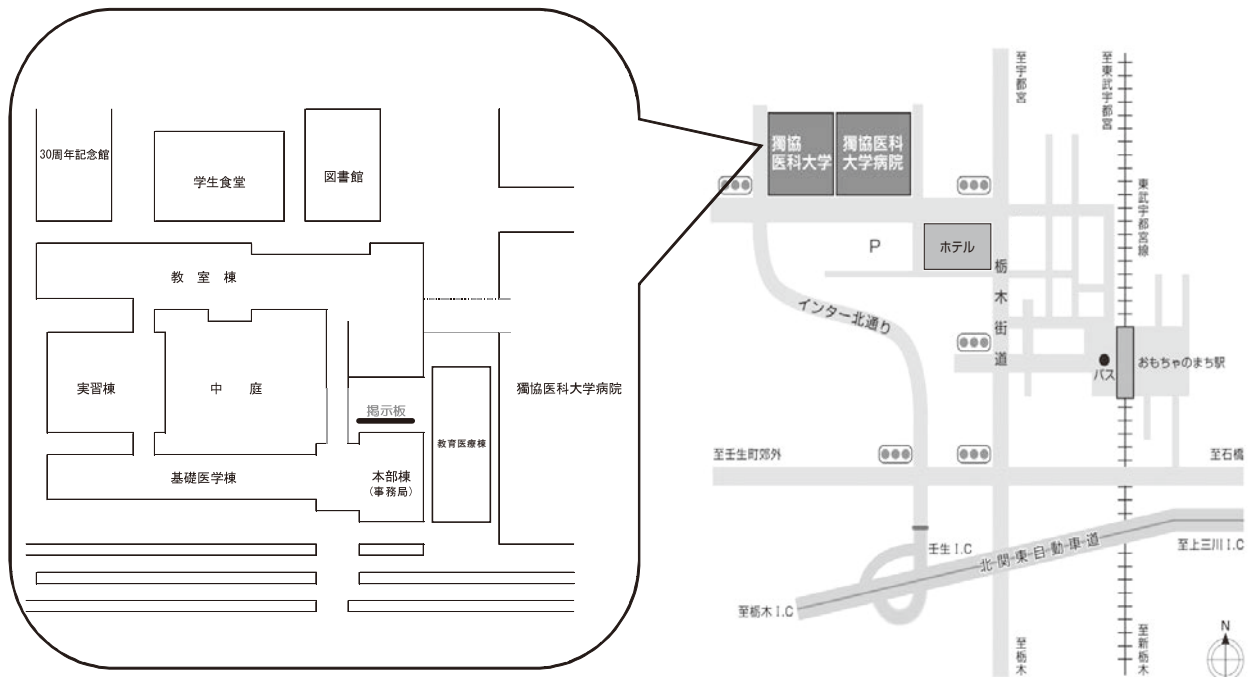 30周年記念館
学生食堂
図書館
教 室 棟
実習棟
中 庭
掲示板
教育医療棟
獨協医科大学病院
基礎医学棟
本部棟
(事務局)
至宇都宮
至東武宇都宮
獨協
医科大学
獨協医科
大学病院
東武宇都宮線
P
ホテル
栃木街道
インター北通り
バス
おもちゃのまち駅
至壬生町郊外
至石橋
壬生I.C
北関東自動車道
至上三川I.C
至栃木I.C
至栃木
至新栃木
N